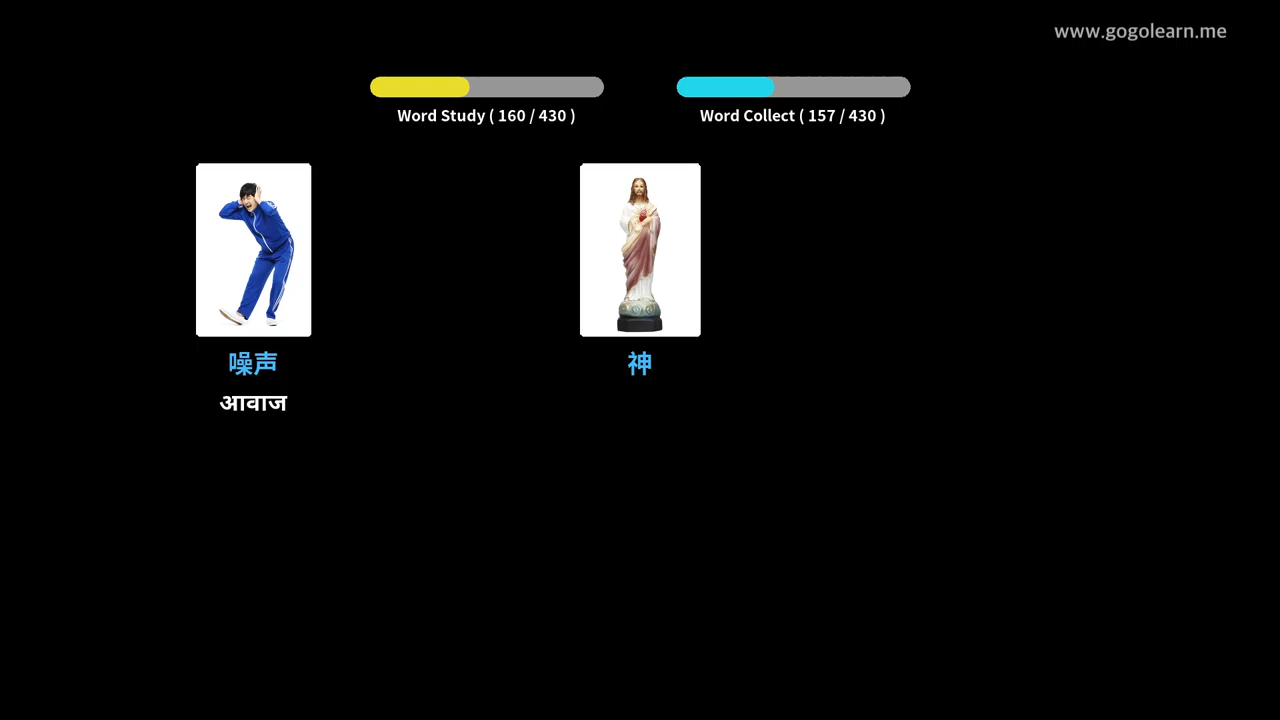 www.gogolearn.me
Word Study ( 160 / 430 )
Word Collect ( 157 / 430 )
噪声
神
आवाज